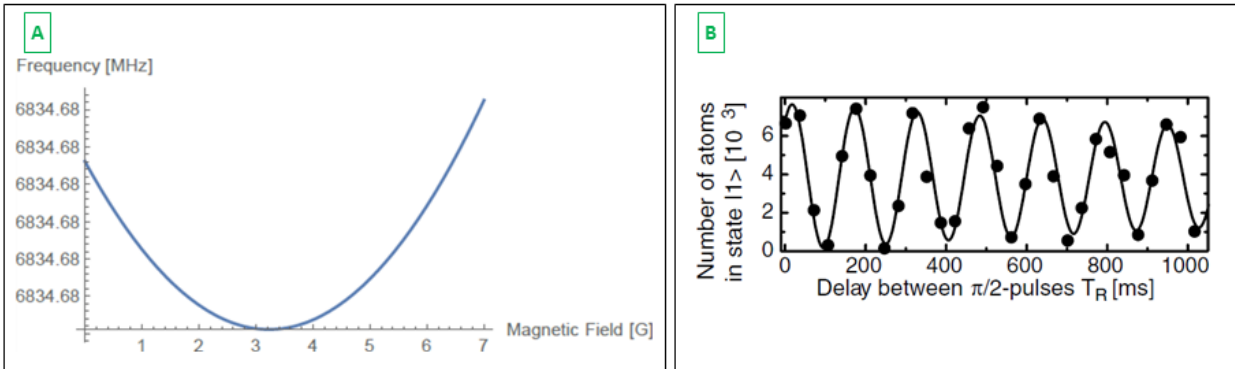 A
Frequency [MHz]
6834.68
6834.68
6834.68
6834.68
6834.68
6834.68
1 2 3 4 5 6 7
Magnetic Field [G]
B
Number of atoms
in state |1> [10 3]
6
4
2
0
0 200 400 600 800 1000
Delay between π/2-pulses T_R [ms]